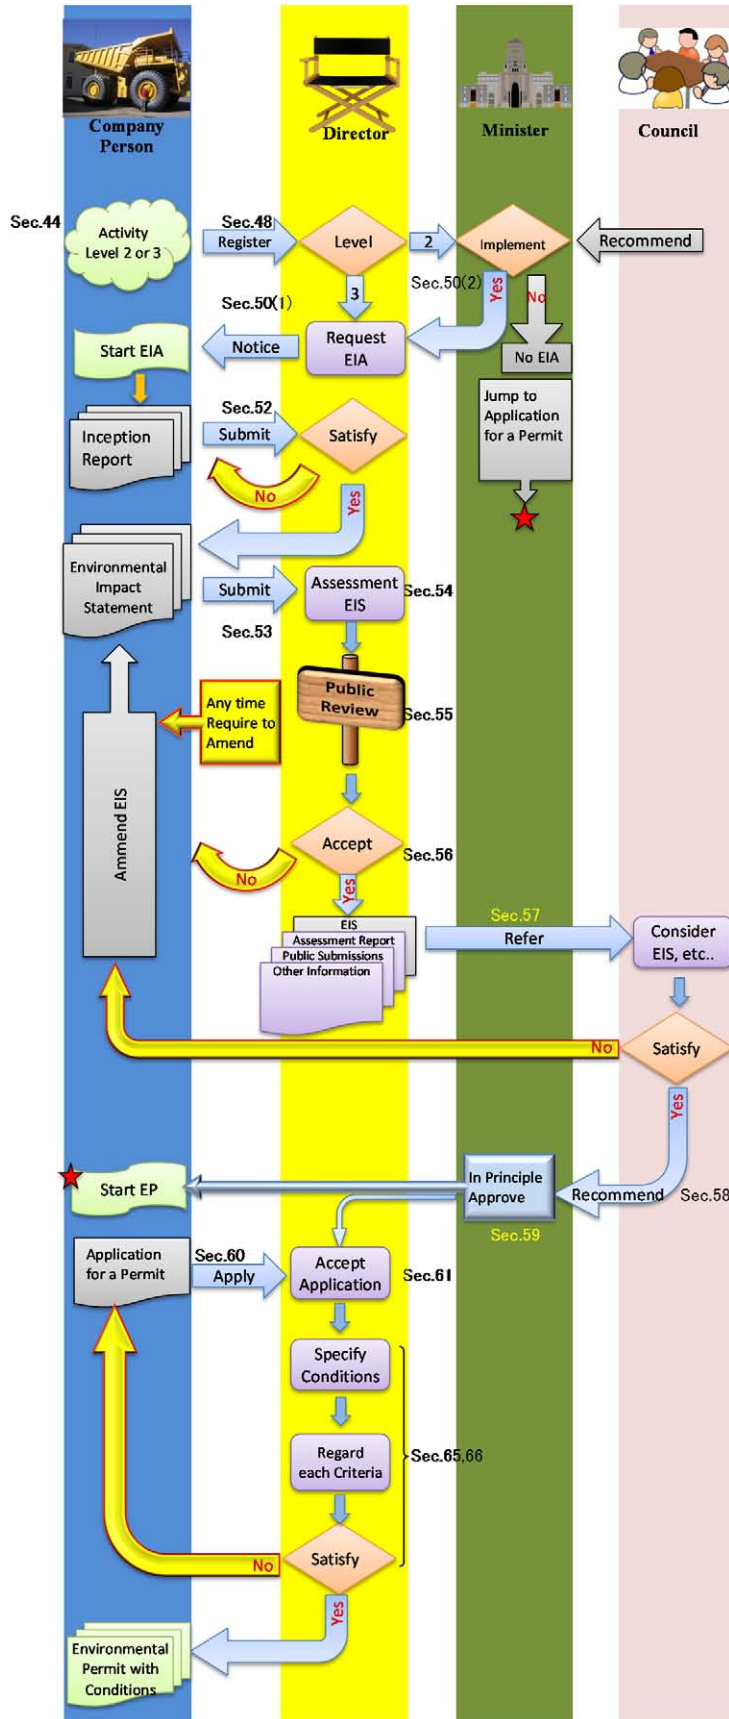 Company
Person
Director
Minister
Council
Sec.44
Activity
Level 2 or 3
Sec.48
Register
Level
2
Implement
Recommend
3
Sec.50(2)
Yes
No
Sec.50(1)
Start EIA
Notice
Request
EIA
No EIA
Jump to
Application
for a Permit
Sec.52
Inception
Report
Submit
Satisfy
No
Yes
Environmental
Impact
Statement
Submit
Assessment
EIS
Sec.54
Sec.53
Public
Review
Sec.55
Any time
Require to
Amend
Ammend EIS
Accept
Sec.56
No
Yes
EIS
Assessment Report
Public Submissions
Other Information
Sec.57
Refer
Consider
EIS, etc..
No
Satisfy
Yes
Start EP
In Principle
Approve
Recommend
Sec.58
Sec.59
Application
for a Permit
Sec.60
Apply
Accept
Application
Sec.61
Specify
Conditions
Regard
each Criteria
Sec.65,66
No
Satisfy
Yes
Environmental
Permit with
Conditions